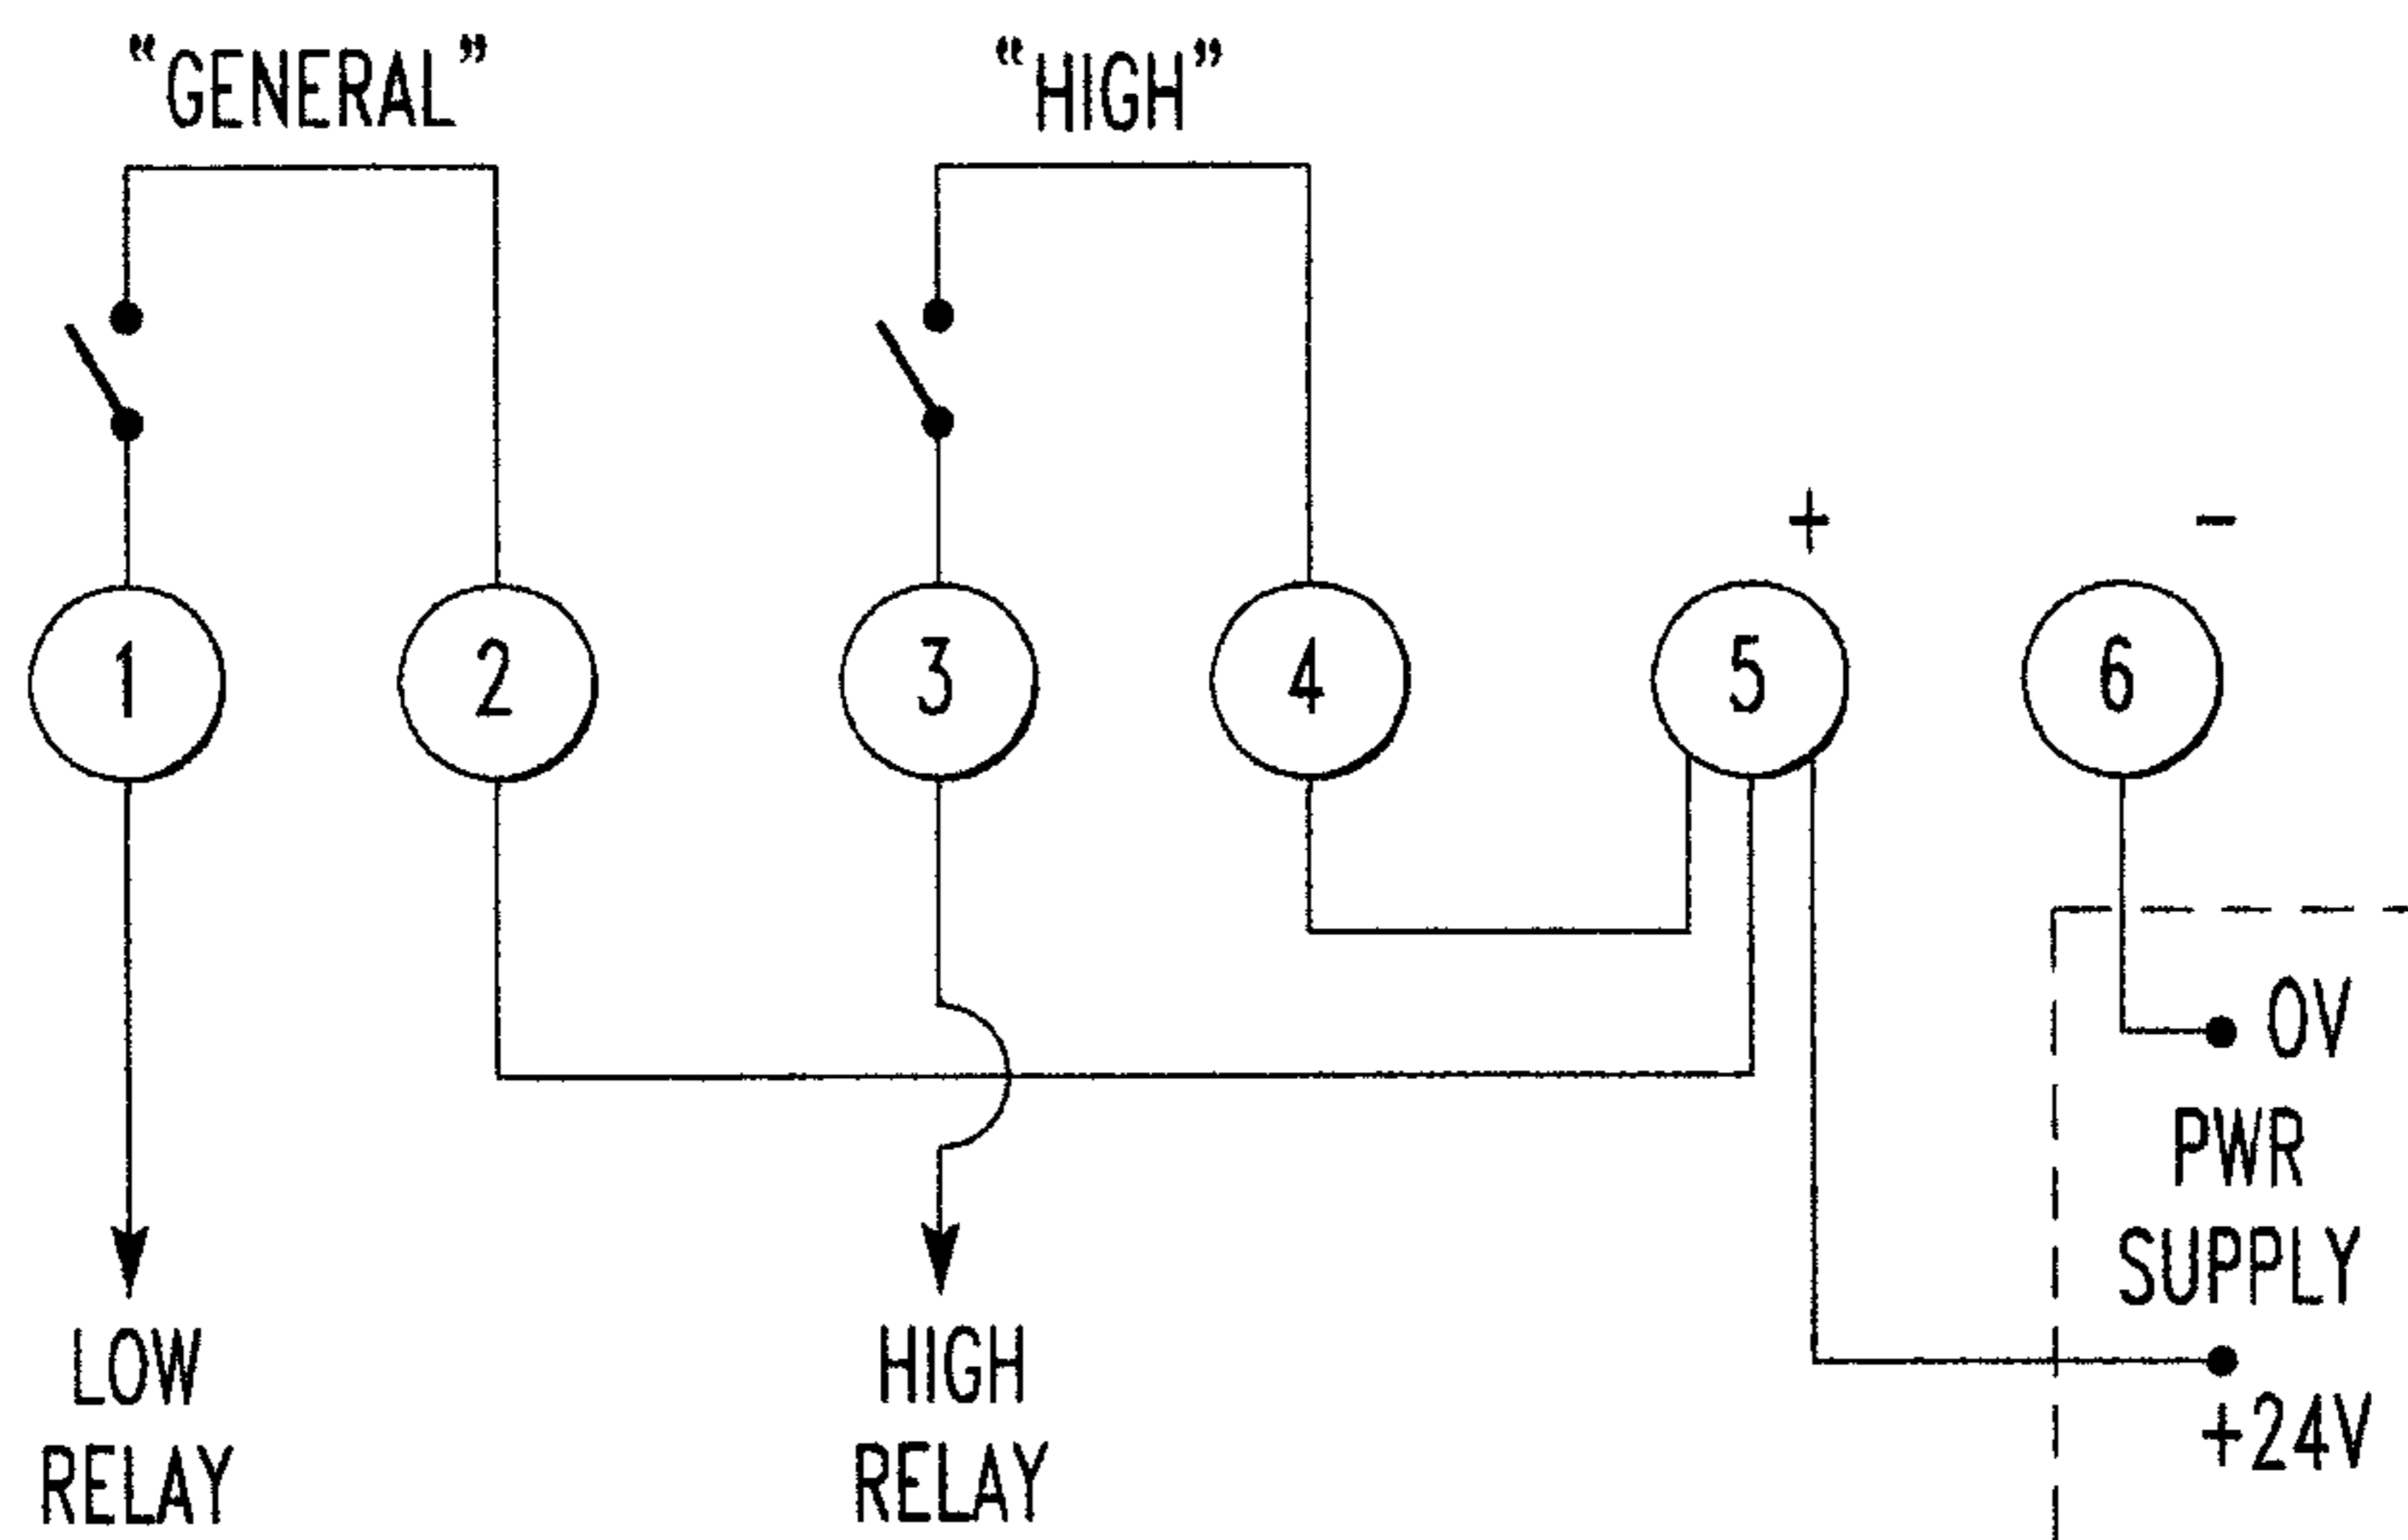 “GENERAL”
“HIGH”
+
-
1
2
3
4
5
6
0V
PWR
SUPPLY
+24V
LOW
RELAY
HIGH
RELAY